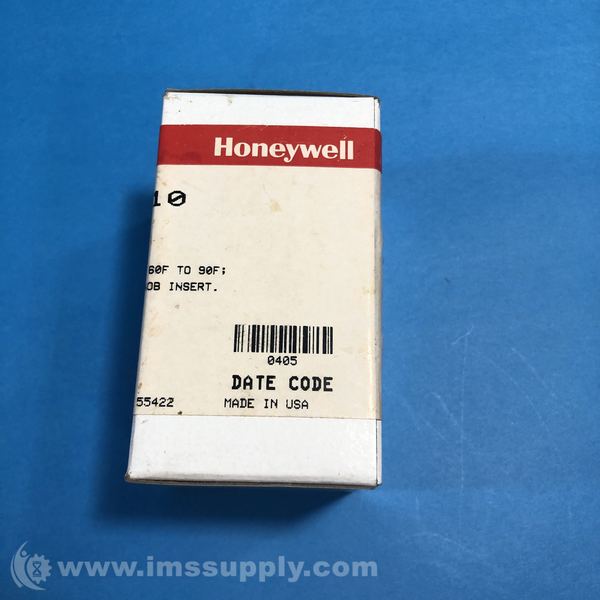 Honeywell
10
60F TO 90F;
OB INSERT.
0405
DATE CODE
55422
MADE IN USA
www.imssupply.com